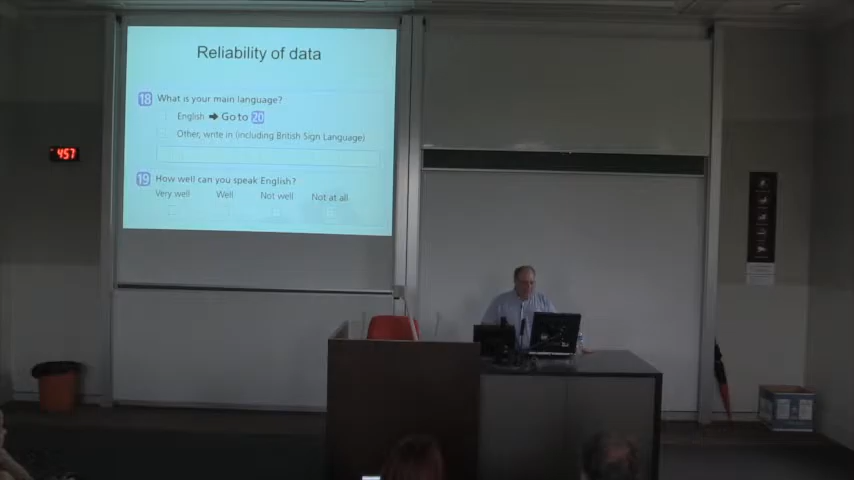 Reliability of data
18 What is your main language?
English ➡ Go to 20
Other, write in (including British Sign Language)
19 How well can you speak English?
Very well Well Not well Not at all
457